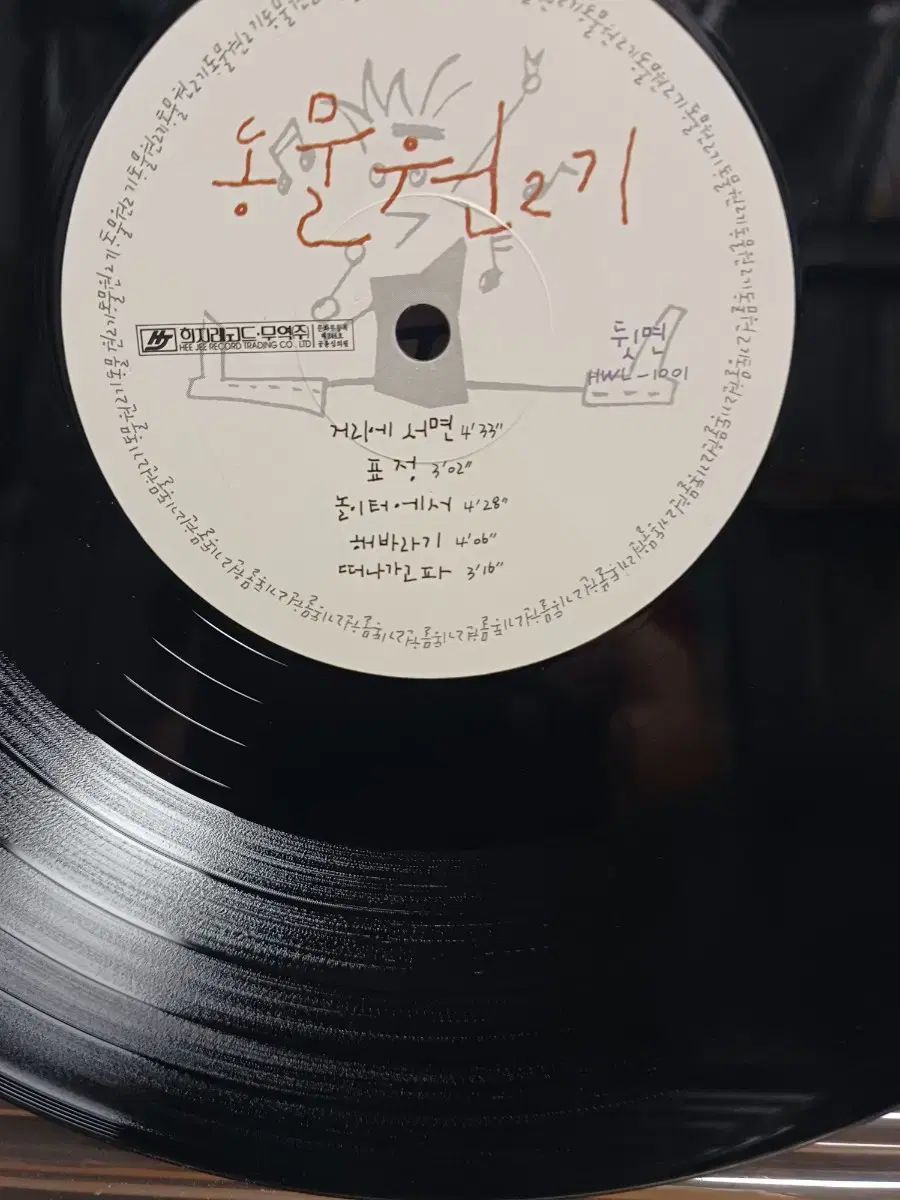 동물원2기
HJ 희지레코드·무역㈜
HEE JEE RECORD TRADING CO., LTD
뒷면
HWL-1001
거리에 서면 4'33"
표정 3'02"
놀이터에서 4'28"
해바라기 4'06"
떠나가고파 3'16"